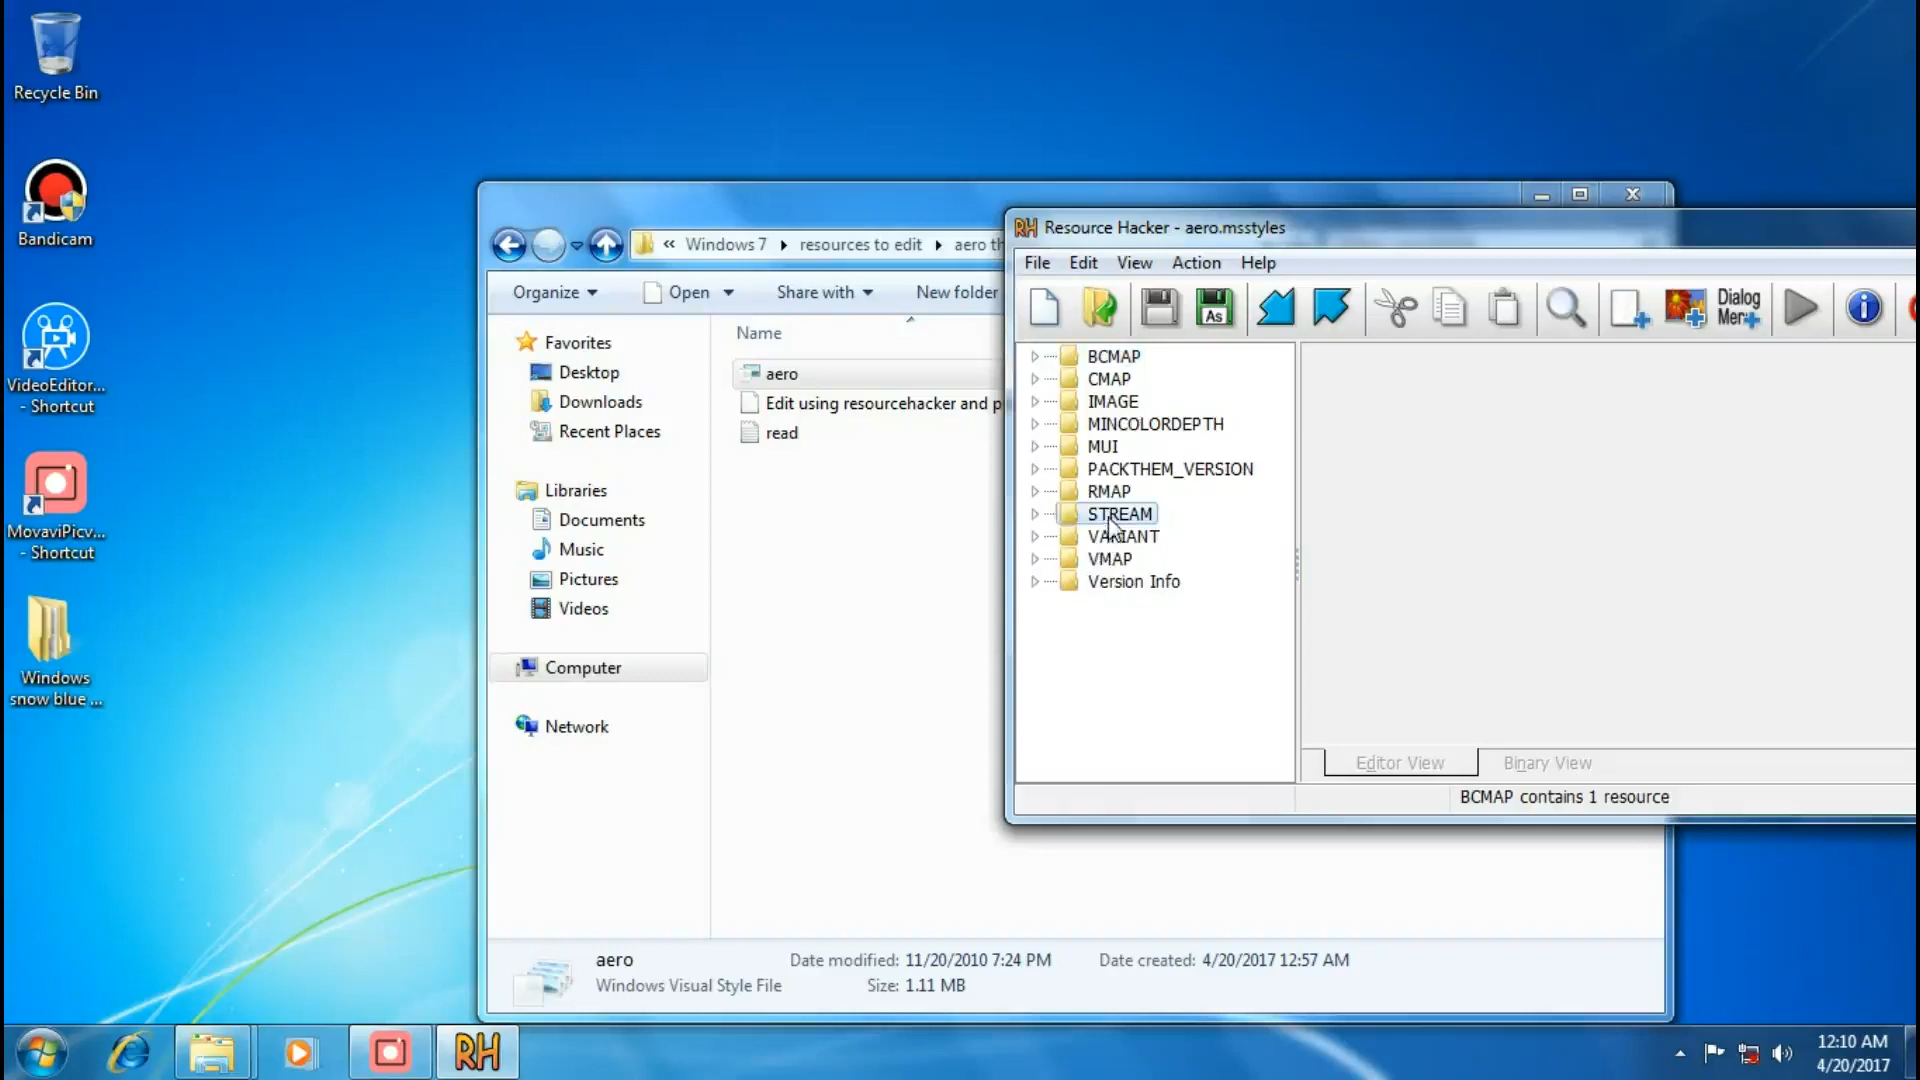 Recycle Bin
Bandicam
VideoEditor...
- Shortcut
MovaviPicv...
- Shortcut
Windows
snow blue ...
« Windows 7 resources to edit aero th
Organize Open Share with New folder
Favorites
Desktop
Downloads
Recent Places
Libraries
Documents
Music
Pictures
Videos
Computer
Network
Name
aero
Edit using resourcehacker and p
read
aero Date modified: 11/20/2010 7:24 PM Date created: 4/20/2017 12:57 AM
Windows Visual Style File Size: 1.11 MB
RH Resource Hacker - aero.msstyles
File Edit View Action Help
As
Dialog
Menu
BCMAP
CMAP
IMAGE
MINCOLORDEPTH
MUI
PACKTHEM_VERSION
RMAP
STREAM
VARIANT
VMAP
Version Info
Editor View Binary View
BCMAP contains 1 resource
RH
12:10 AM
4/20/2017